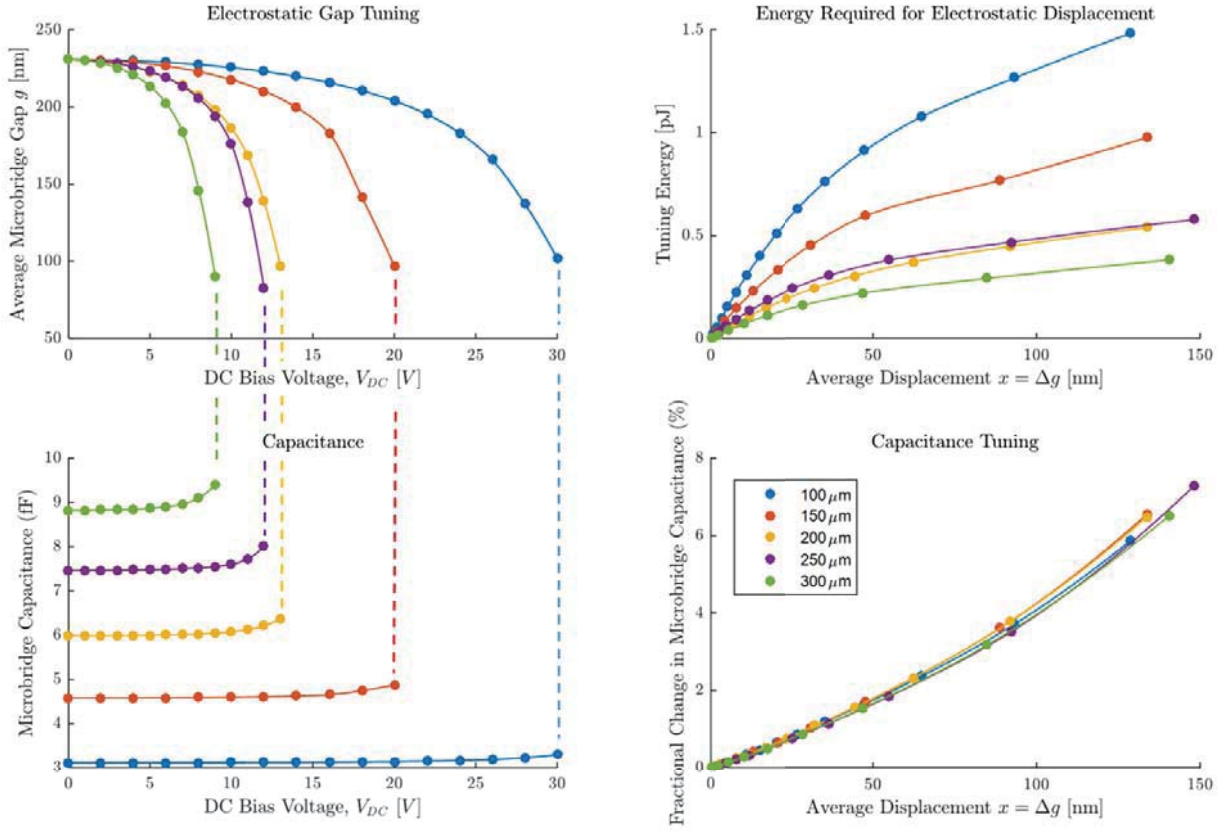 Electrostatic Gap Tuning
Average Microbridge Gap g [nm]
250
200
150
100
50
0
5
10
15
20
25
30
DC Bias Voltage, V_DC [V]
Energy Required for Electrostatic Displacement
Tuning Energy [pJ]
1.5
1
0.5
0
0
50
100
150
Average Displacement x = Δg [nm]
Capacitance
Microbridge Capacitance (fF)
10
9
8
7
6
5
4
3
0
5
10
15
20
25
30
DC Bias Voltage, V_DC [V]
Capacitance Tuning
Fractional Change in Microbridge Capacitance (%)
8
6
4
2
0
0
50
100
150
100 μm
150 μm
200 μm
250 μm
300 μm
Average Displacement x = Δg [nm]